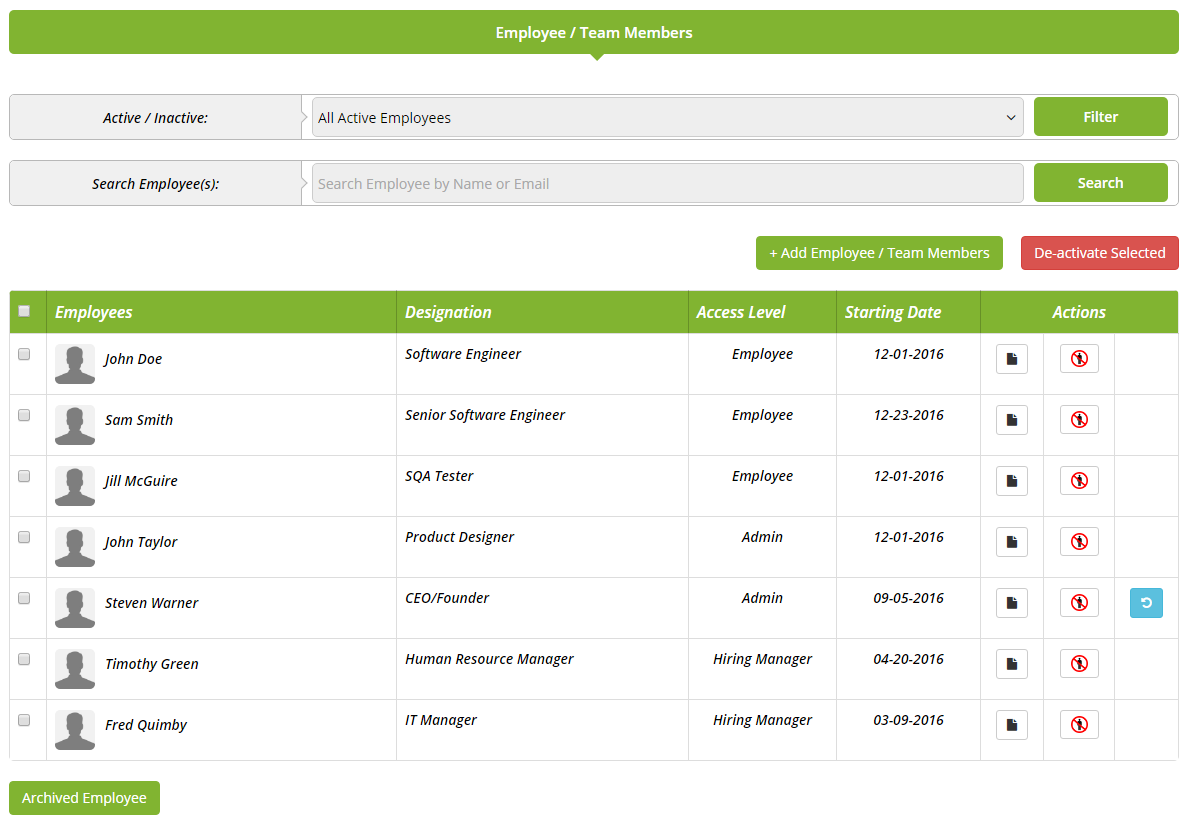 Employee / Team Members
Active / Inactive: All Active Employees Filter
Search Employee(s): Search Employee by Name or Email Search
+ Add Employee / Team Members De-activate Selected
Employees Designation Access Level Starting Date Actions
John Doe Software Engineer Employee 12-01-2016
Sam Smith Senior Software Engineer Employee 12-23-2016
Jill McGuire SQA Tester Employee 12-01-2016
John Taylor Product Designer Admin 12-01-2016
Steven Warner CEO/Founder Admin 09-05-2016
Timothy Green Human Resource Manager Hiring Manager 04-20-2016
Fred Quimby IT Manager Hiring Manager 03-09-2016
Archived Employee